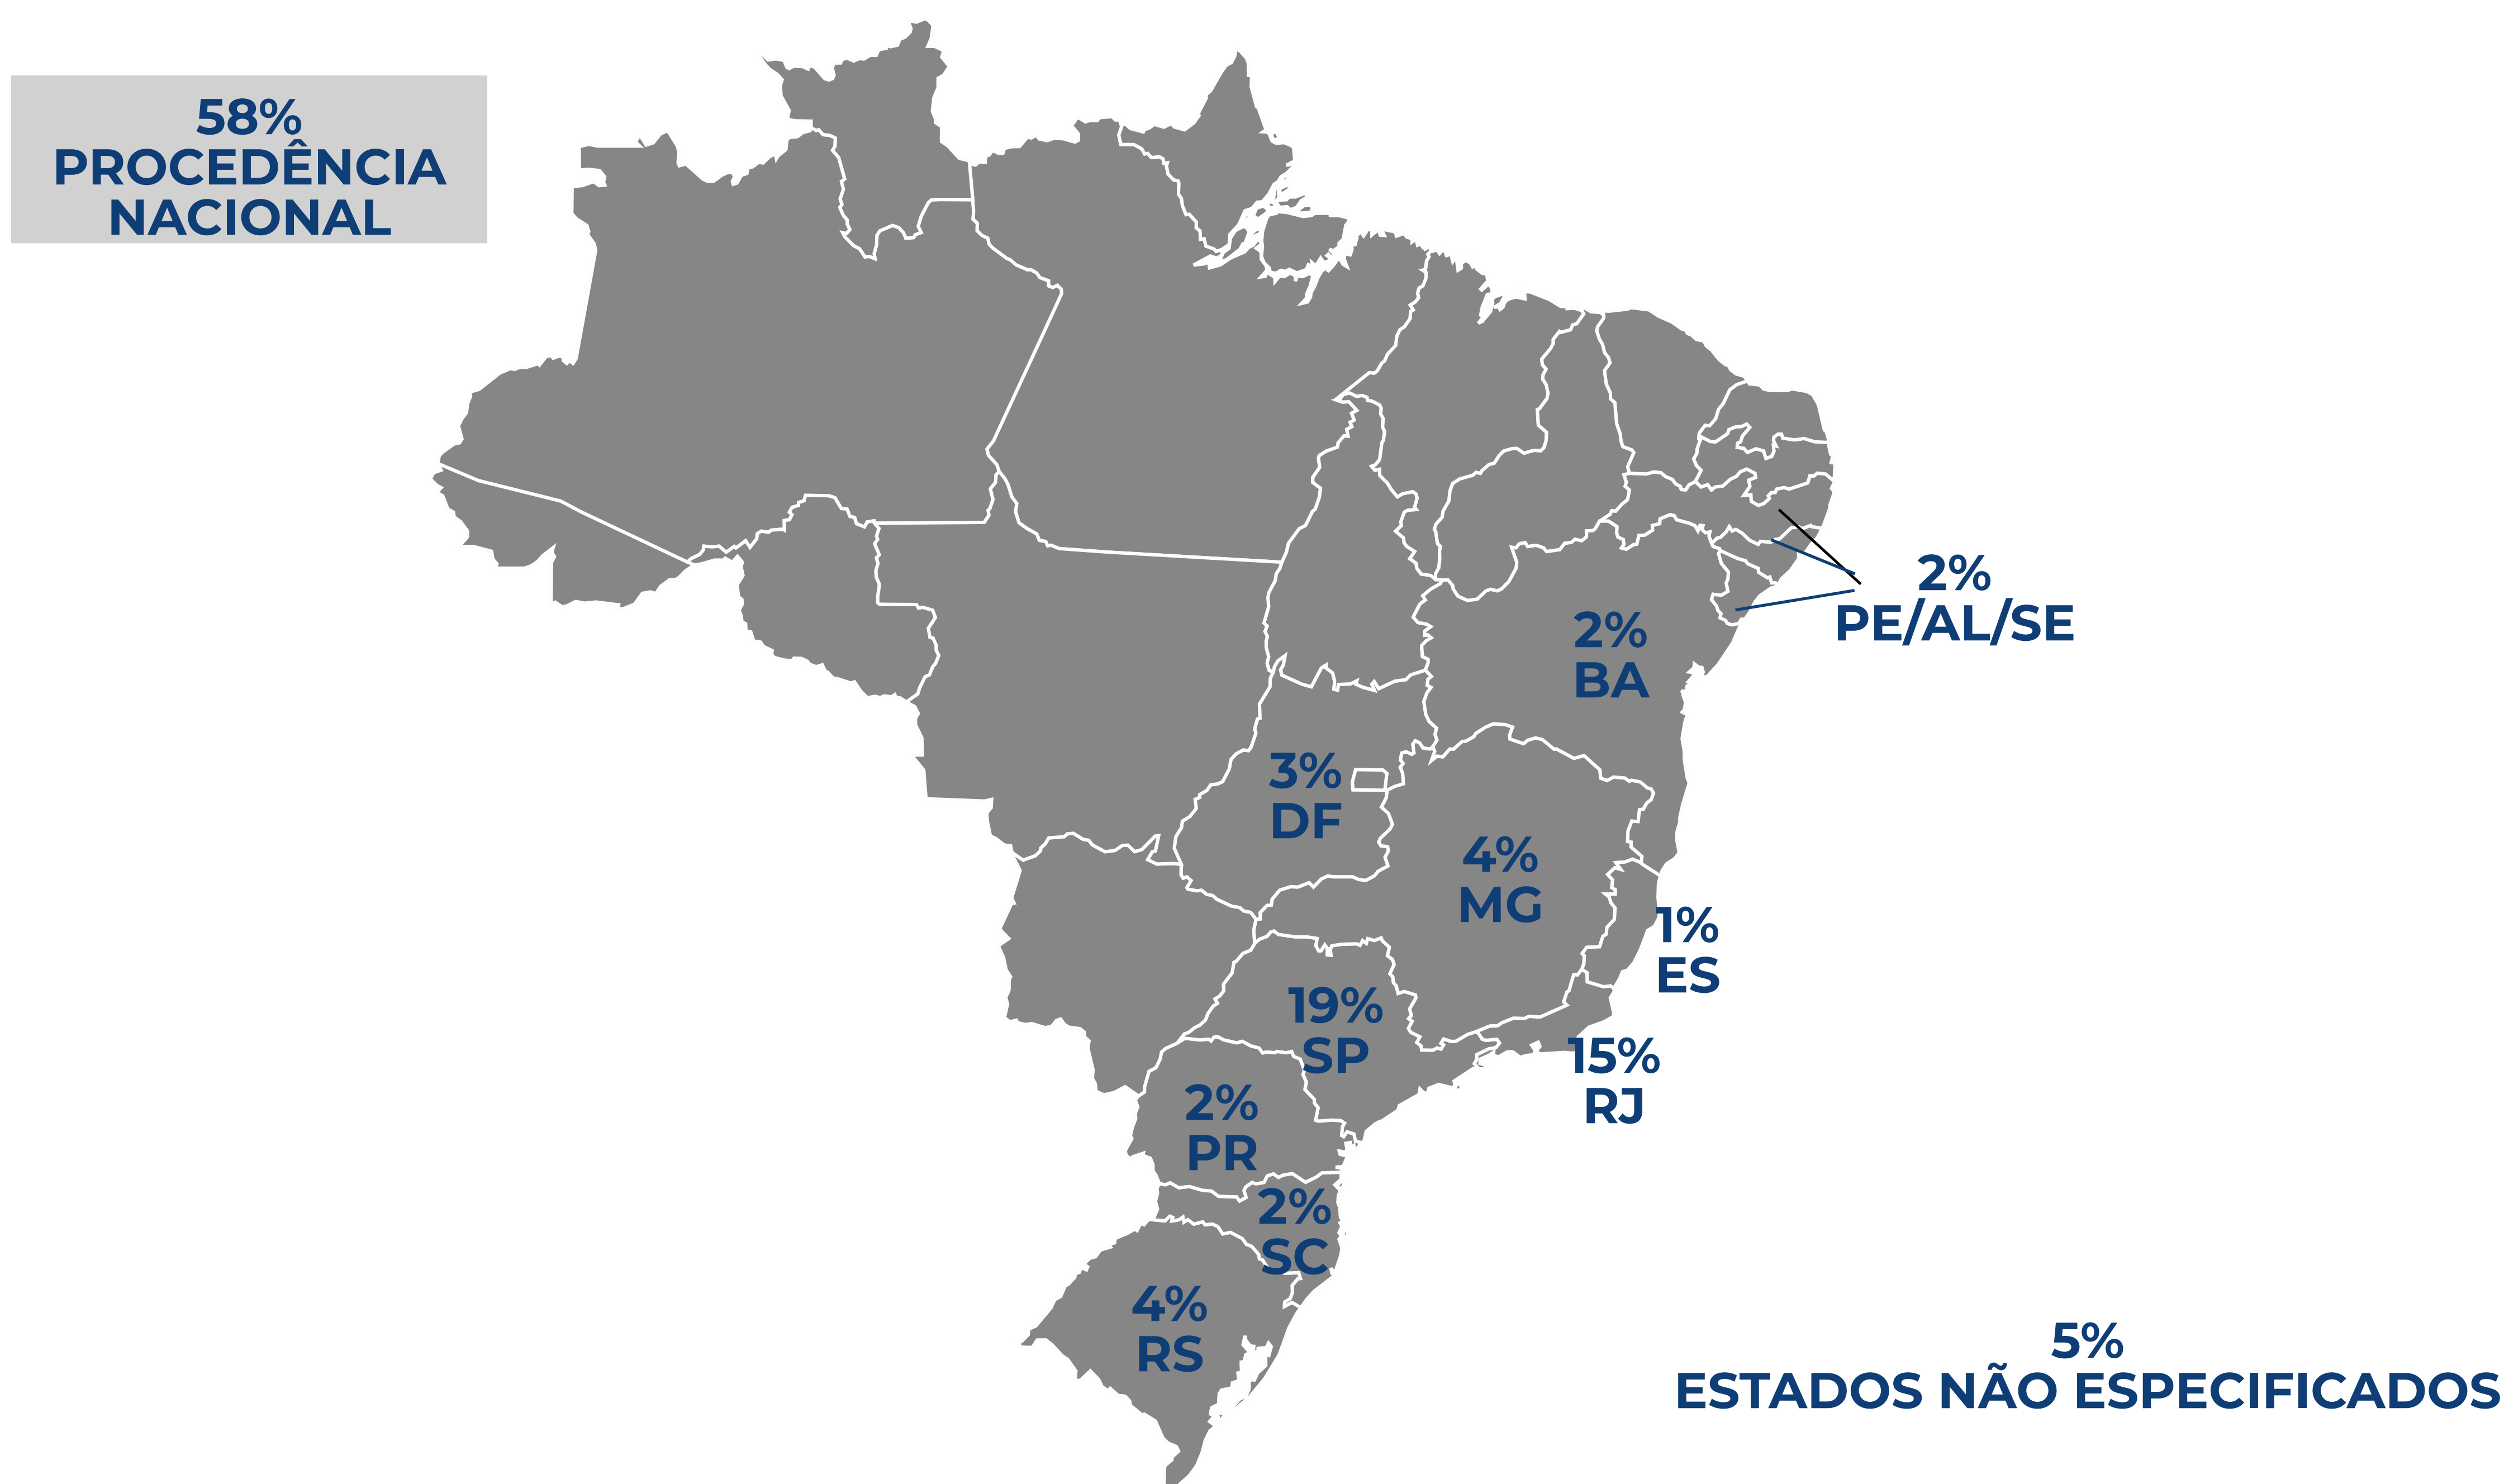 58%
PROCEDÊNCIA
NACIONAL
2%
PE/AL/SE
2%
BA
3%
DF
4%
MG
1%
ES
19%
SP
15%
RJ
2%
PR
2%
SC
4%
RS
5%
ESTADOS NÃO ESPECIFICADOS